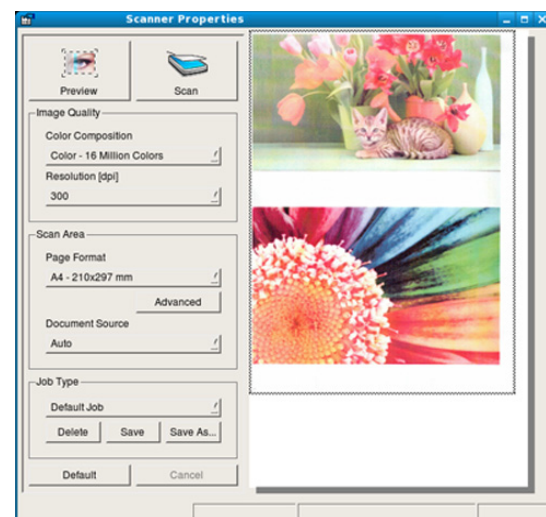 Scanner Properties
Preview
Scan
Image Quality
Color Composition
Color - 16 Million Colors
Resolution [dpi]
300
Scan Area
Page Format
A4 - 210x297 mm
Advanced
Document Source
Auto
Job Type
Default Job
Delete
Save
Save As...
Default
Cancel